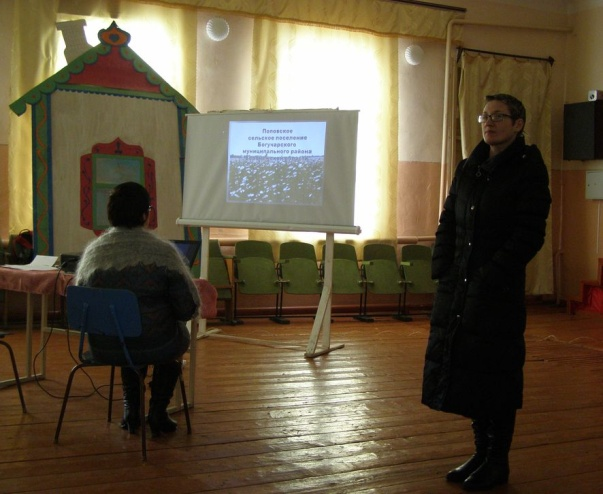 Поповское
сельское поселение
Богучарского
муниципального района